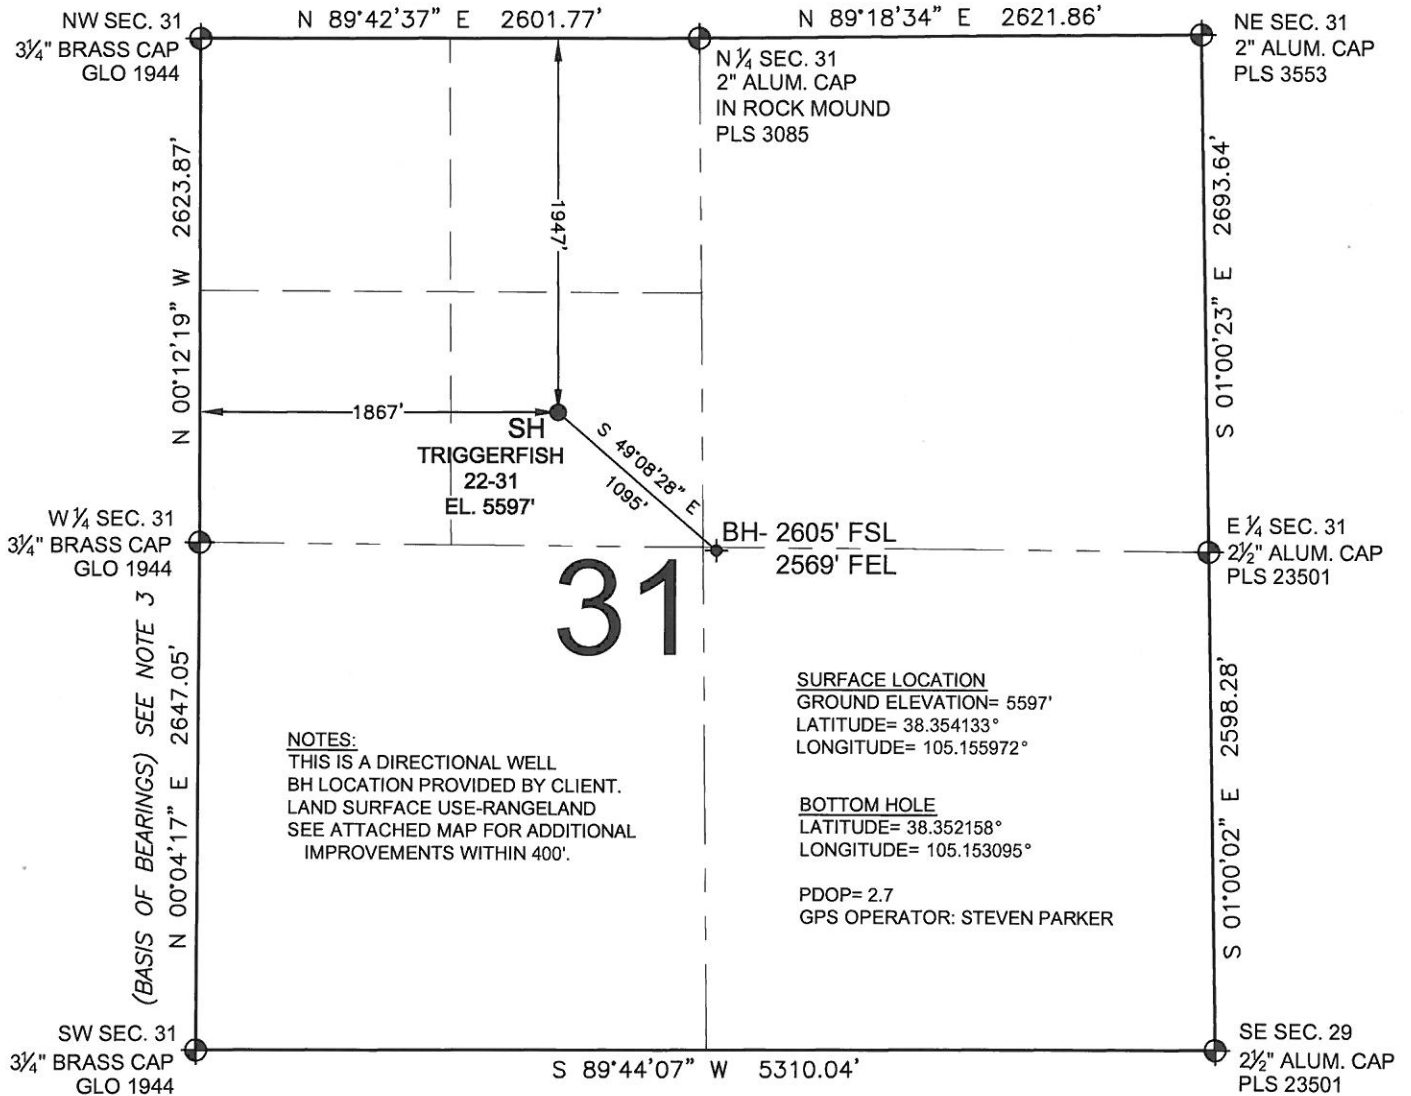 N 89°42'37" E 2601.77'
N 89°18'34" E 2621.86'
NW SEC. 31
3¼" BRASS CAP
GLO 1944
N ¼ SEC. 31
2" ALUM. CAP
IN ROCK MOUND
PLS 3085
NE SEC. 31
2" ALUM. CAP
PLS 3553
N 00°12'19" W 2623.87'
1947'
S 01°00'23" E 2693.64'
1867'
SH
TRIGGERFISH
22-31
EL. 5597'
S 49°08'28" E
1095'
W ¼ SEC. 31
3¼" BRASS CAP
GLO 1944
BH- 2605' FSL
2569' FEL
E ¼ SEC. 31
2½" ALUM. CAP
PLS 23501
31
(BASIS OF BEARINGS) SEE NOTE 3
N 00°04'17" E 2647.05'
NOTES:
THIS IS A DIRECTIONAL WELL
BH LOCATION PROVIDED BY CLIENT.
LAND SURFACE USE-RANGELAND
SEE ATTACHED MAP FOR ADDITIONAL
IMPROVEMENTS WITHIN 400'.
SURFACE LOCATION
GROUND ELEVATION= 5597'
LATITUDE= 38.354133°
LONGITUDE= 105.155972°
BOTTOM HOLE
LATITUDE= 38.352158°
LONGITUDE= 105.153095°
PDOP= 2.7
GPS OPERATOR: STEVEN PARKER
S 01°00'02" E 2598.28'
SW SEC. 31
3¼" BRASS CAP
GLO 1944
S 89°44'07" W 5310.04'
SE SEC. 29
2½" ALUM. CAP
PLS 23501